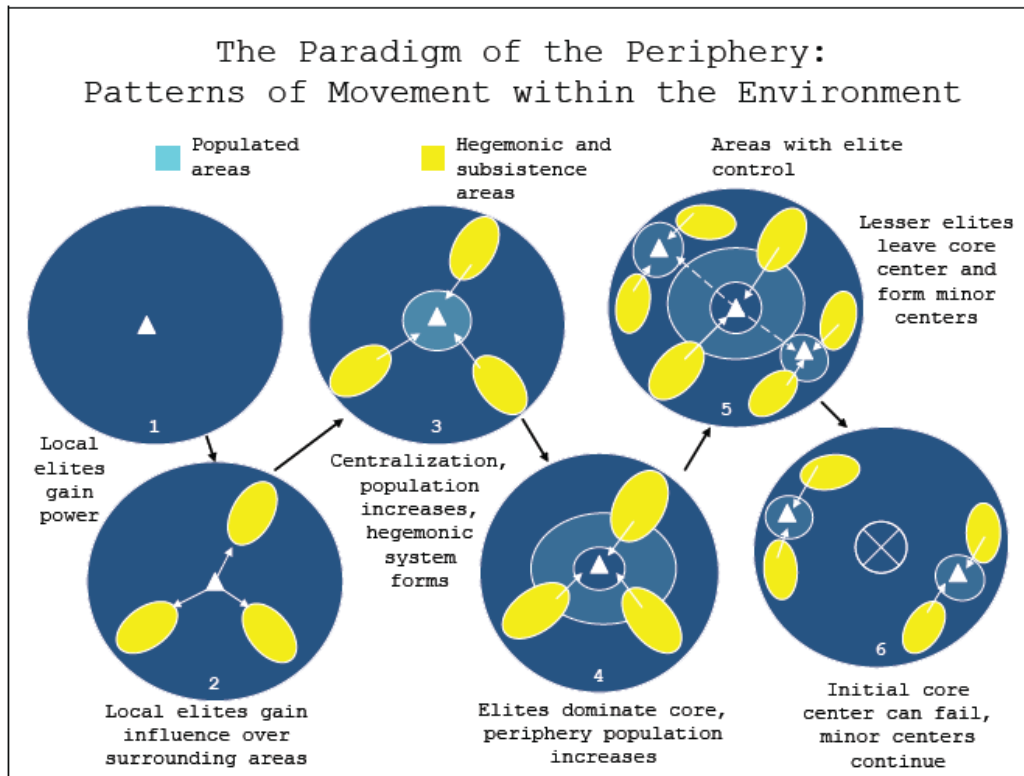 The Paradigm of the Periphery:
Patterns of Movement within the Environment
Populated
areas
Hegemonic and
subsistence
areas
Areas with elite
control
1
Local
elites
gain
power
2
Local elites gain
influence over
surrounding areas
3
Centralization,
population
increases,
hegemonic
system
forms
4
Elites dominate core,
periphery population
increases
5
Lesser elites
leave core
center and
form minor
centers
6
Initial core
center can fail,
minor centers
continue